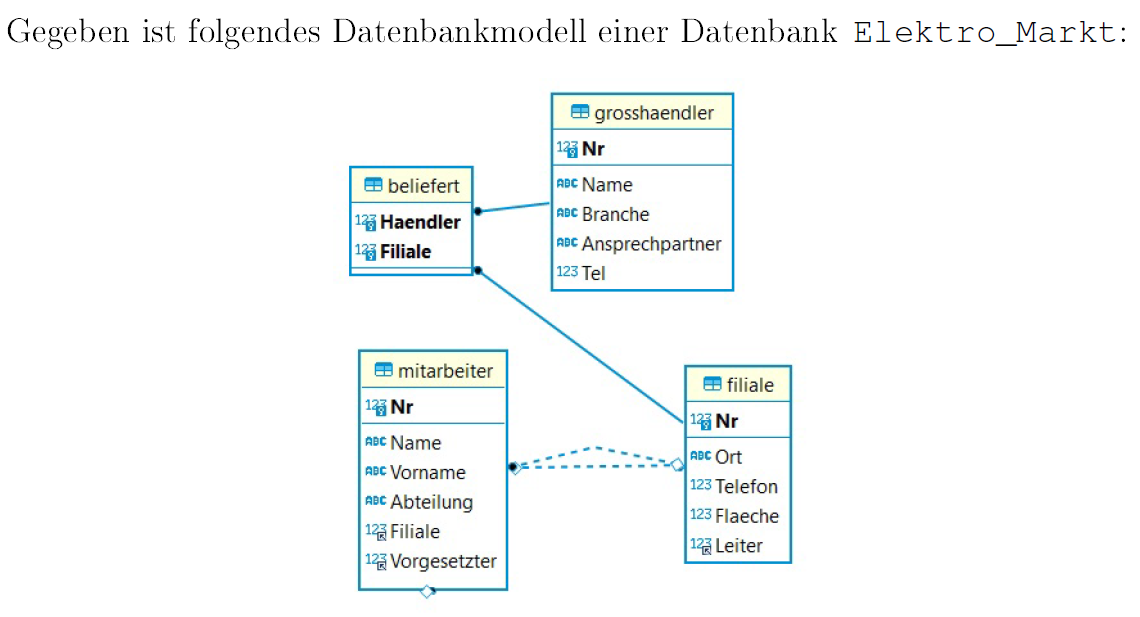 Gegeben ist folgendes Datenbankmodell einer Datenbank Elektro_Markt:
grosshaendler
123 Nr
ABC Name
ABC Branche
ABC Ansprechpartner
123 Tel
beliefert
123 Haendler
123 Filiale
mitarbeiter
123 Nr
ABC Name
ABC Vorname
ABC Abteilung
123 Filiale
123 Vorgesetzter
filiale
123 Nr
ABC Ort
123 Telefon
123 Flaeche
123 Leiter